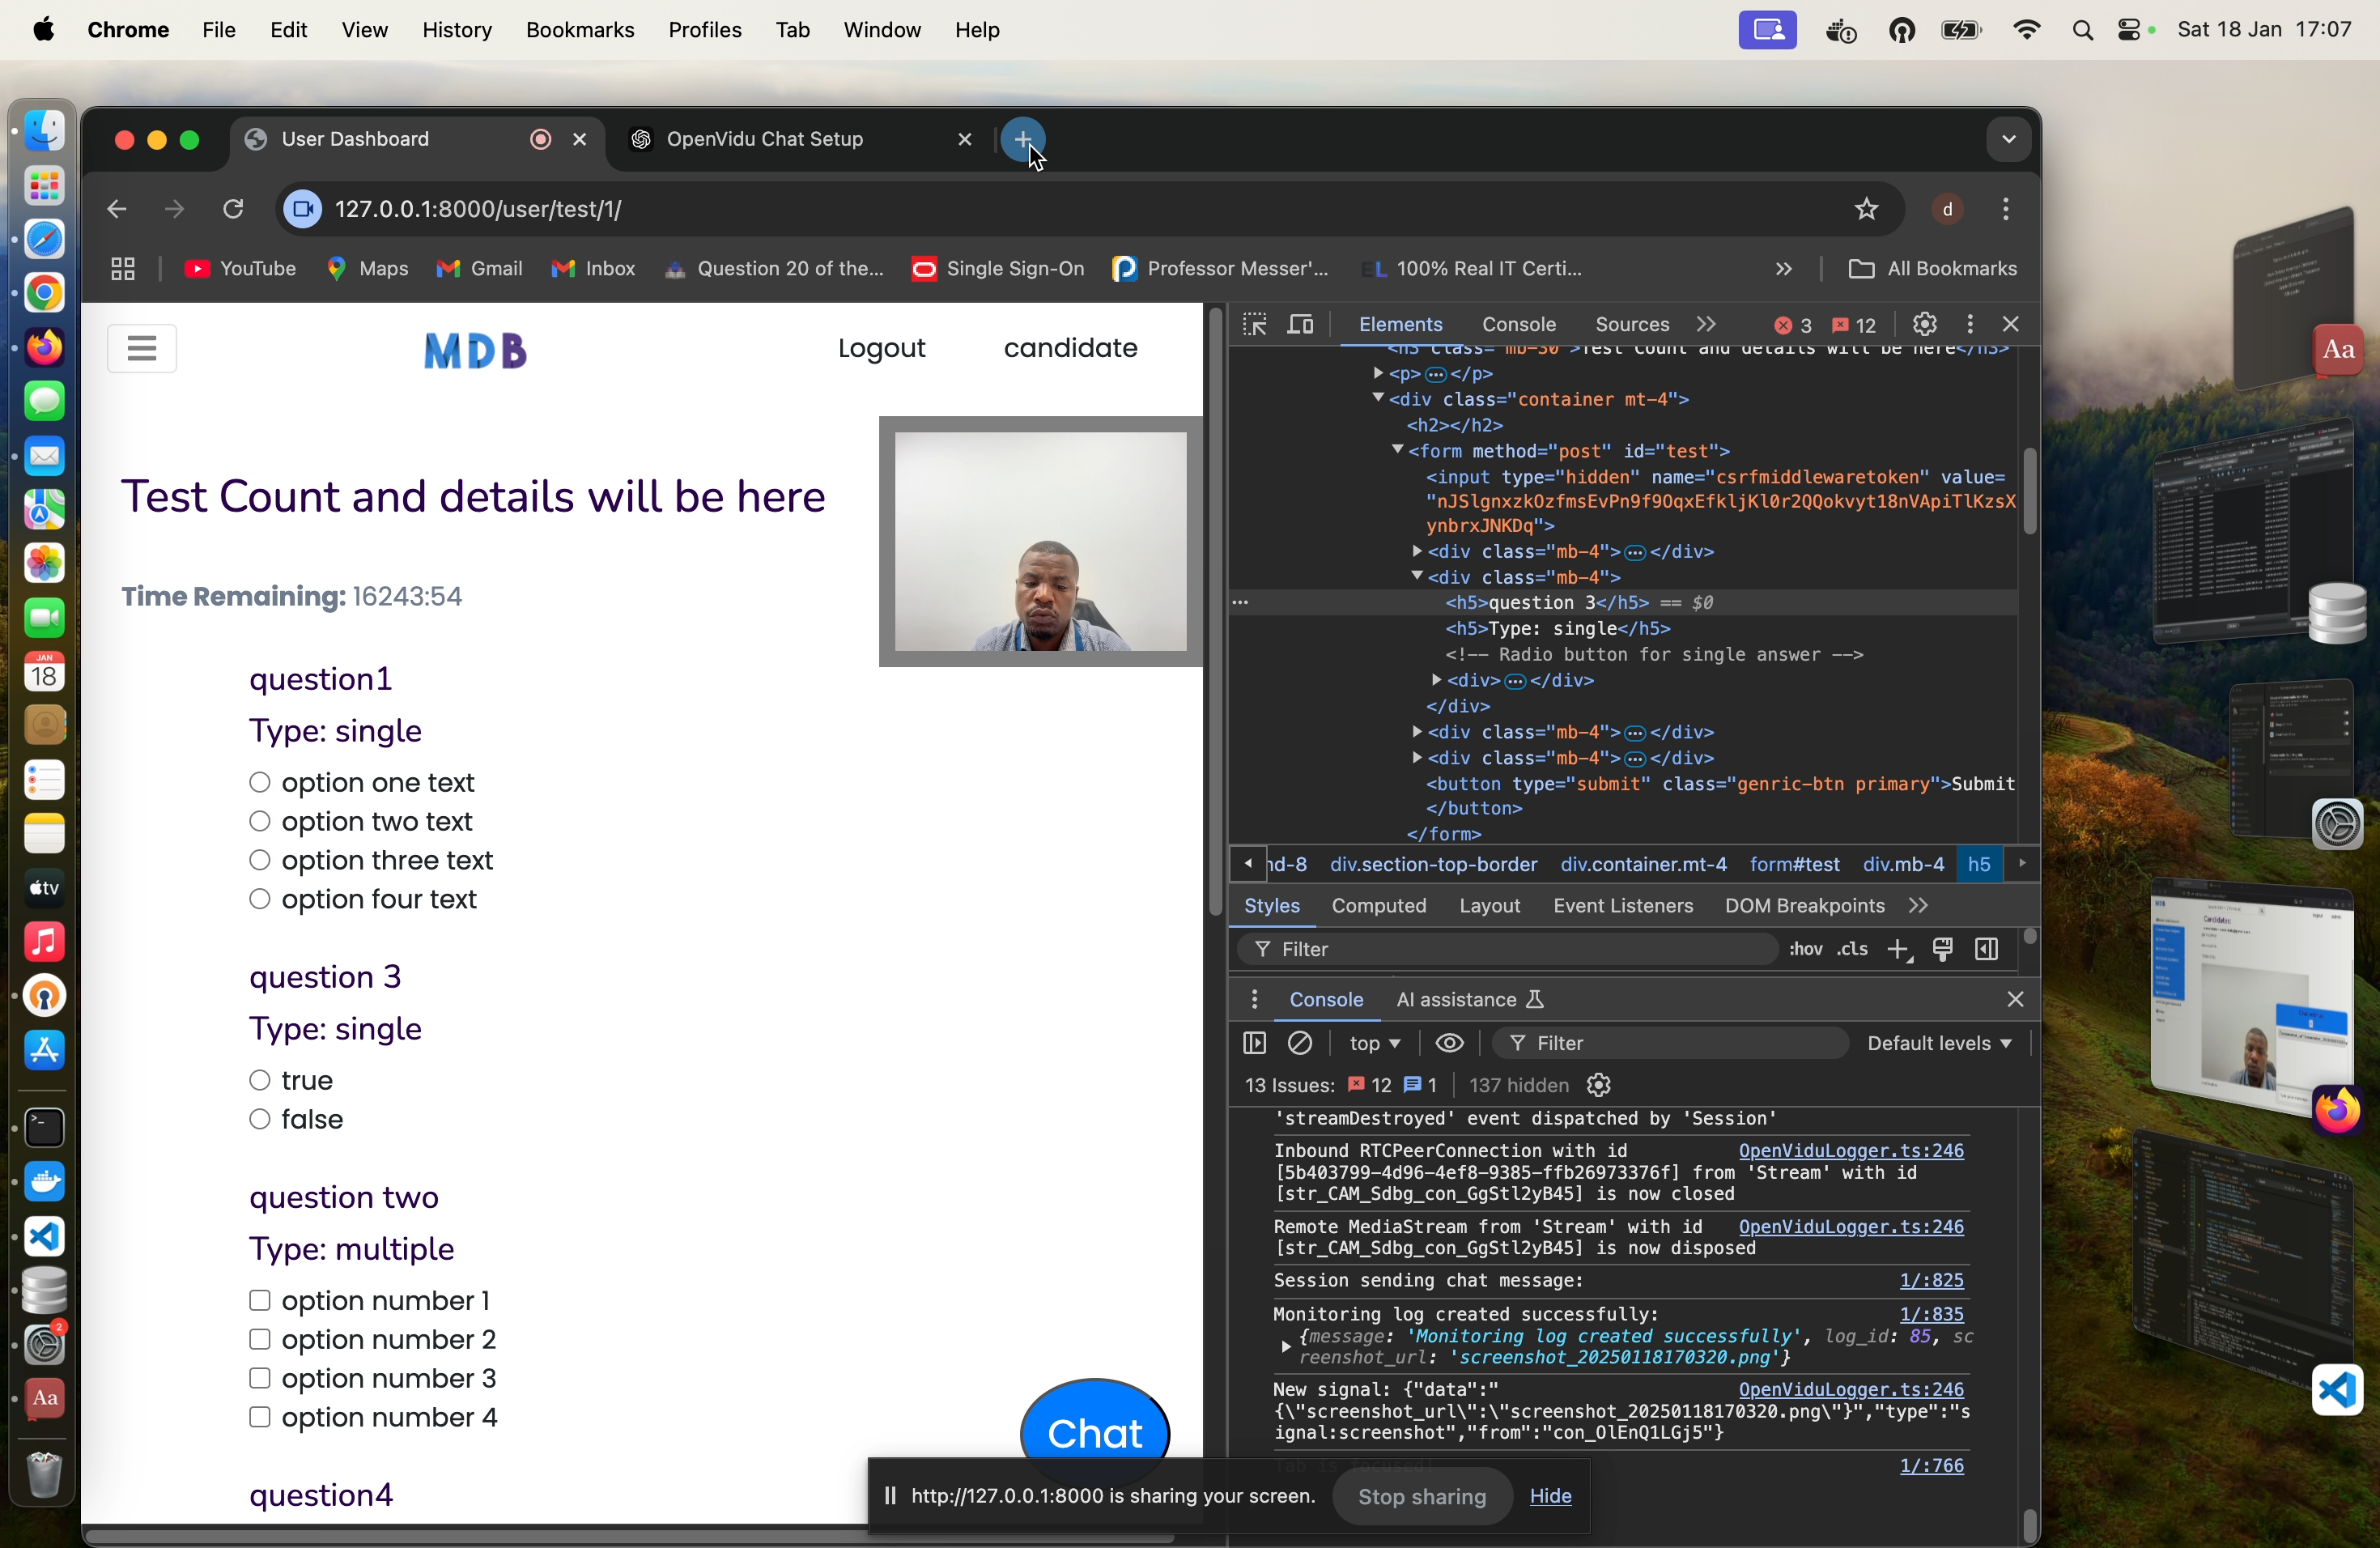 Chrome File Edit View History Bookmarks Profiles Tab Window Help
Sat 18 Jan 17:07
User Dashboard
OpenVidu Chat Setup
127.0.0.1:8000/user/test/1/
d
YouTube Maps Gmail Inbox Question 20 of the... Single Sign-On Professor Messer'... EL 100% Real IT Certi... All Bookmarks
MDB
Logout
candidate
Test Count and details will be here
Time Remaining: 16243:54
question1
Type: single
option one text
option two text
option three text
option four text
question 3
Type: single
true
false
question two
Type: multiple
option number 1
option number 2
option number 3
option number 4
question4
Chat
http://127.0.0.1:8000 is sharing your screen.
Stop sharing
Hide
Elements Console Sources 3 12
<h3 class="mb-30">Test Count and details will be here</h3>
<p> </p>
<div class="container mt-4">
<h2></h2>
<form method="post" id="test">
<input type="hidden" name="csrfmiddlewaretoken" value=
"nJSlgnxzkOzfmsEvPn9f9OqxEfkljKl0r2QQokvyt18nVApiTlKzsX
ynbrxJNKDq">
<div class="mb-4"> </div>
<div class="mb-4">
<h5>question 3</h5> == $0
<h5>Type: single</h5>
<!-- Radio button for single answer -->
<div> </div>
</div>
<div class="mb-4"> </div>
<div class="mb-4"> </div>
<button type="submit" class="genric-btn primary">Submit
</button>
</form>
nd-8 div.section-top-border div.container.mt-4 form#test div.mb-4 h5
Styles Computed Layout Event Listeners DOM Breakpoints
Filter :hov .cls
Console AI assistance
top Filter Default levels
13 Issues: 12 1 137 hidden
'streamDestroyed' event dispatched by 'Session'
Inbound RTCPeerConnection with id OpenViduLogger.ts:246
[5b403799-4d96-4ef8-9385-ffb26973376f] from 'Stream' with id
[str_CAM_Sdbg_con_GgStl2yB45] is now closed
Remote MediaStream from 'Stream' with id OpenViduLogger.ts:246
[str_CAM_Sdbg_con_GgStl2yB45] is now disposed
Session sending chat message: 1/:825
Monitoring log created successfully: 1/:835
{message: 'Monitoring log created successfully', log_id: 85, sc
reenshot_url: 'screenshot_20250118170320.png'}
New signal: {"data":" OpenViduLogger.ts:246
{\"screenshot_url\":\"screenshot_20250118170320.png\"}","type":"s
ignal:screenshot","from":"con_OlEnQ1LGj5"}
Tab is focused! 1/:766
JAN
18
tv
2
Aa
Aa